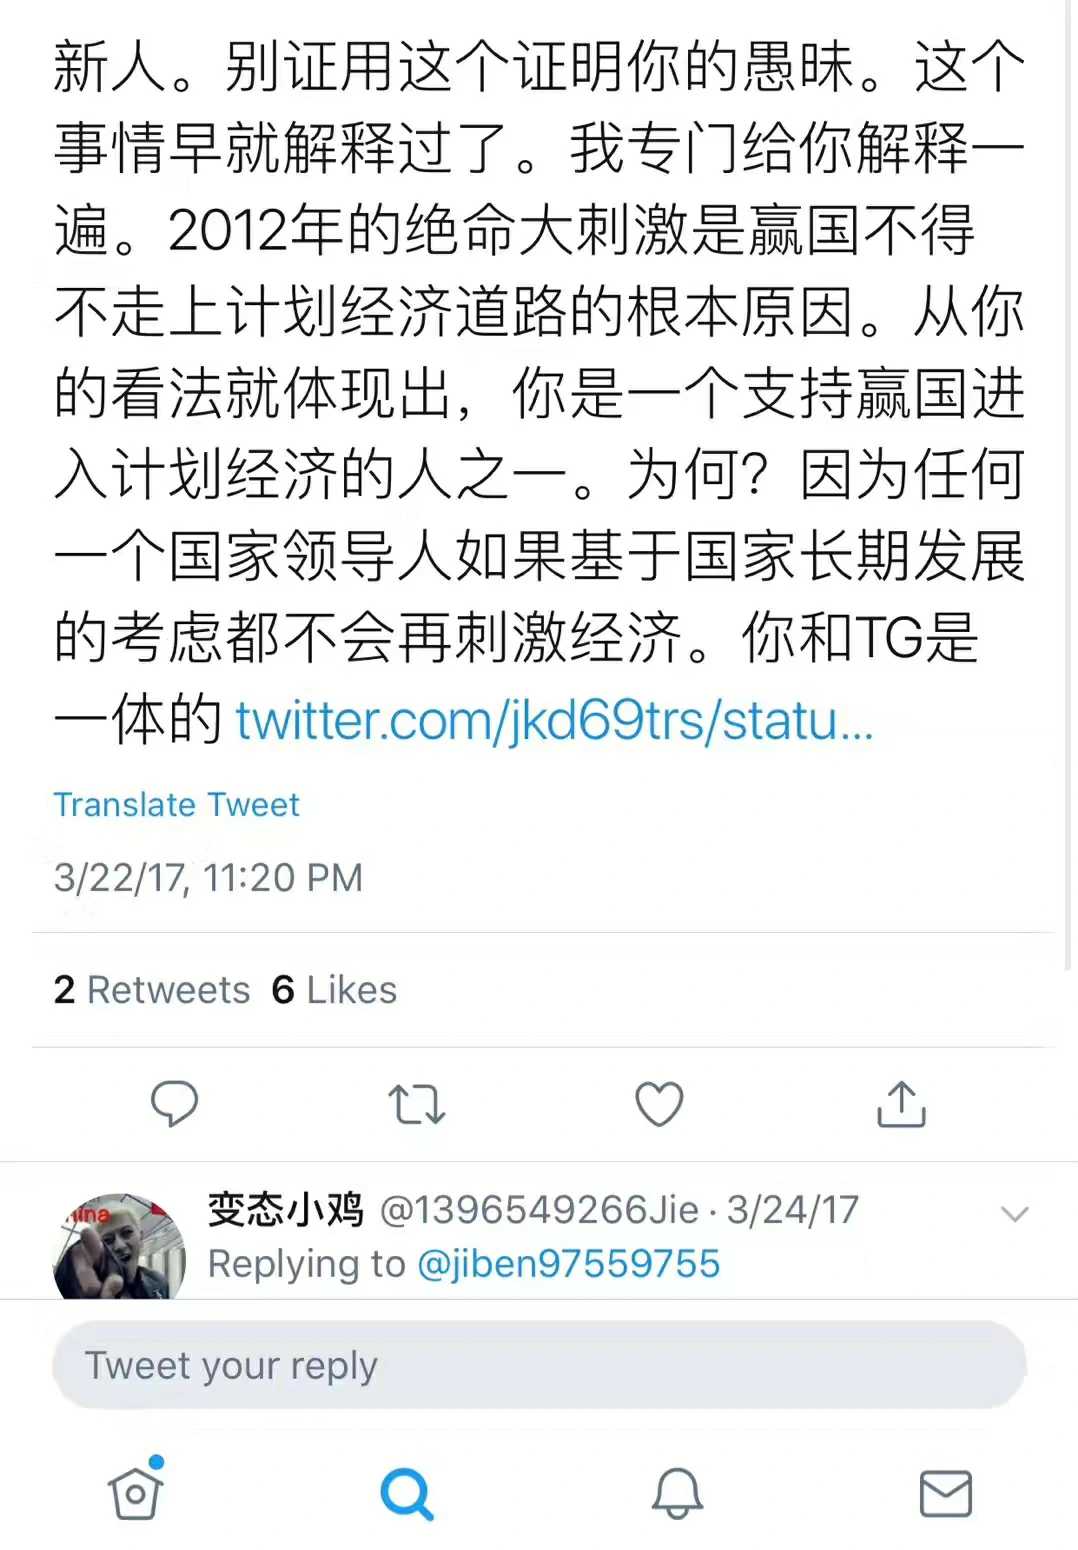 新人。别证用这个证明你的愚昧。这个
事情早就解释过了。我专门给你解释一
遍。2012年的绝命大刺激是赢国不得
不走上计划经济道路的根本原因。从你
的看法就体现出，你是一个支持赢国进
入计划经济的人之一。为何？因为任何
一个国家领导人如果基于国家长期发展
的考虑都不会再刺激经济。你和TG是
一体的 twitter.com/jkd69trs/statu...
Translate Tweet
3/22/17, 11:20 PM
2 Retweets 6 Likes
变态小鸡 @1396549266Jie · 3/24/17
Replying to @jiben97559755
Tweet your reply